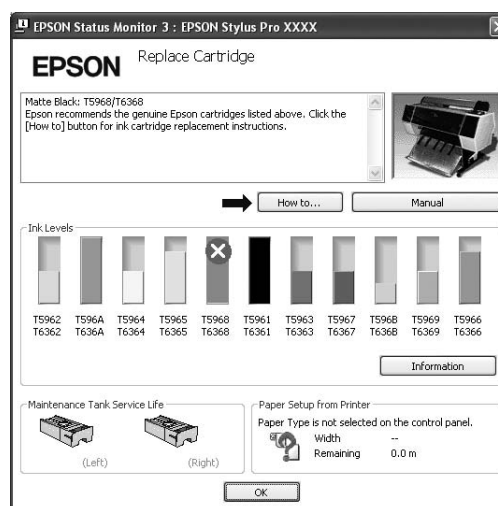 EPSON Status Monitor 3 : EPSON Stylus Pro XXXX
EPSON
Replace Cartridge
Matte Black: T5968/T6368
Epson recommends the genuine Epson cartridges listed above. Click the
[How to] button for ink cartridge replacement instructions.
How to...
Manual
Ink Levels
T5962 T596A T5964 T5965 T5968 T5961 T5963 T5967 T596B T5969 T5966
T6362 T636A T6364 T6365 T6368 T6361 T6363 T6367 T636B T6369 T6366
Information
Maintenance Tank Service Life
(Left) (Right)
Paper Setup from Printer
Paper Type is not selected on the control panel.
Width --
Remaining 0.0 m
OK